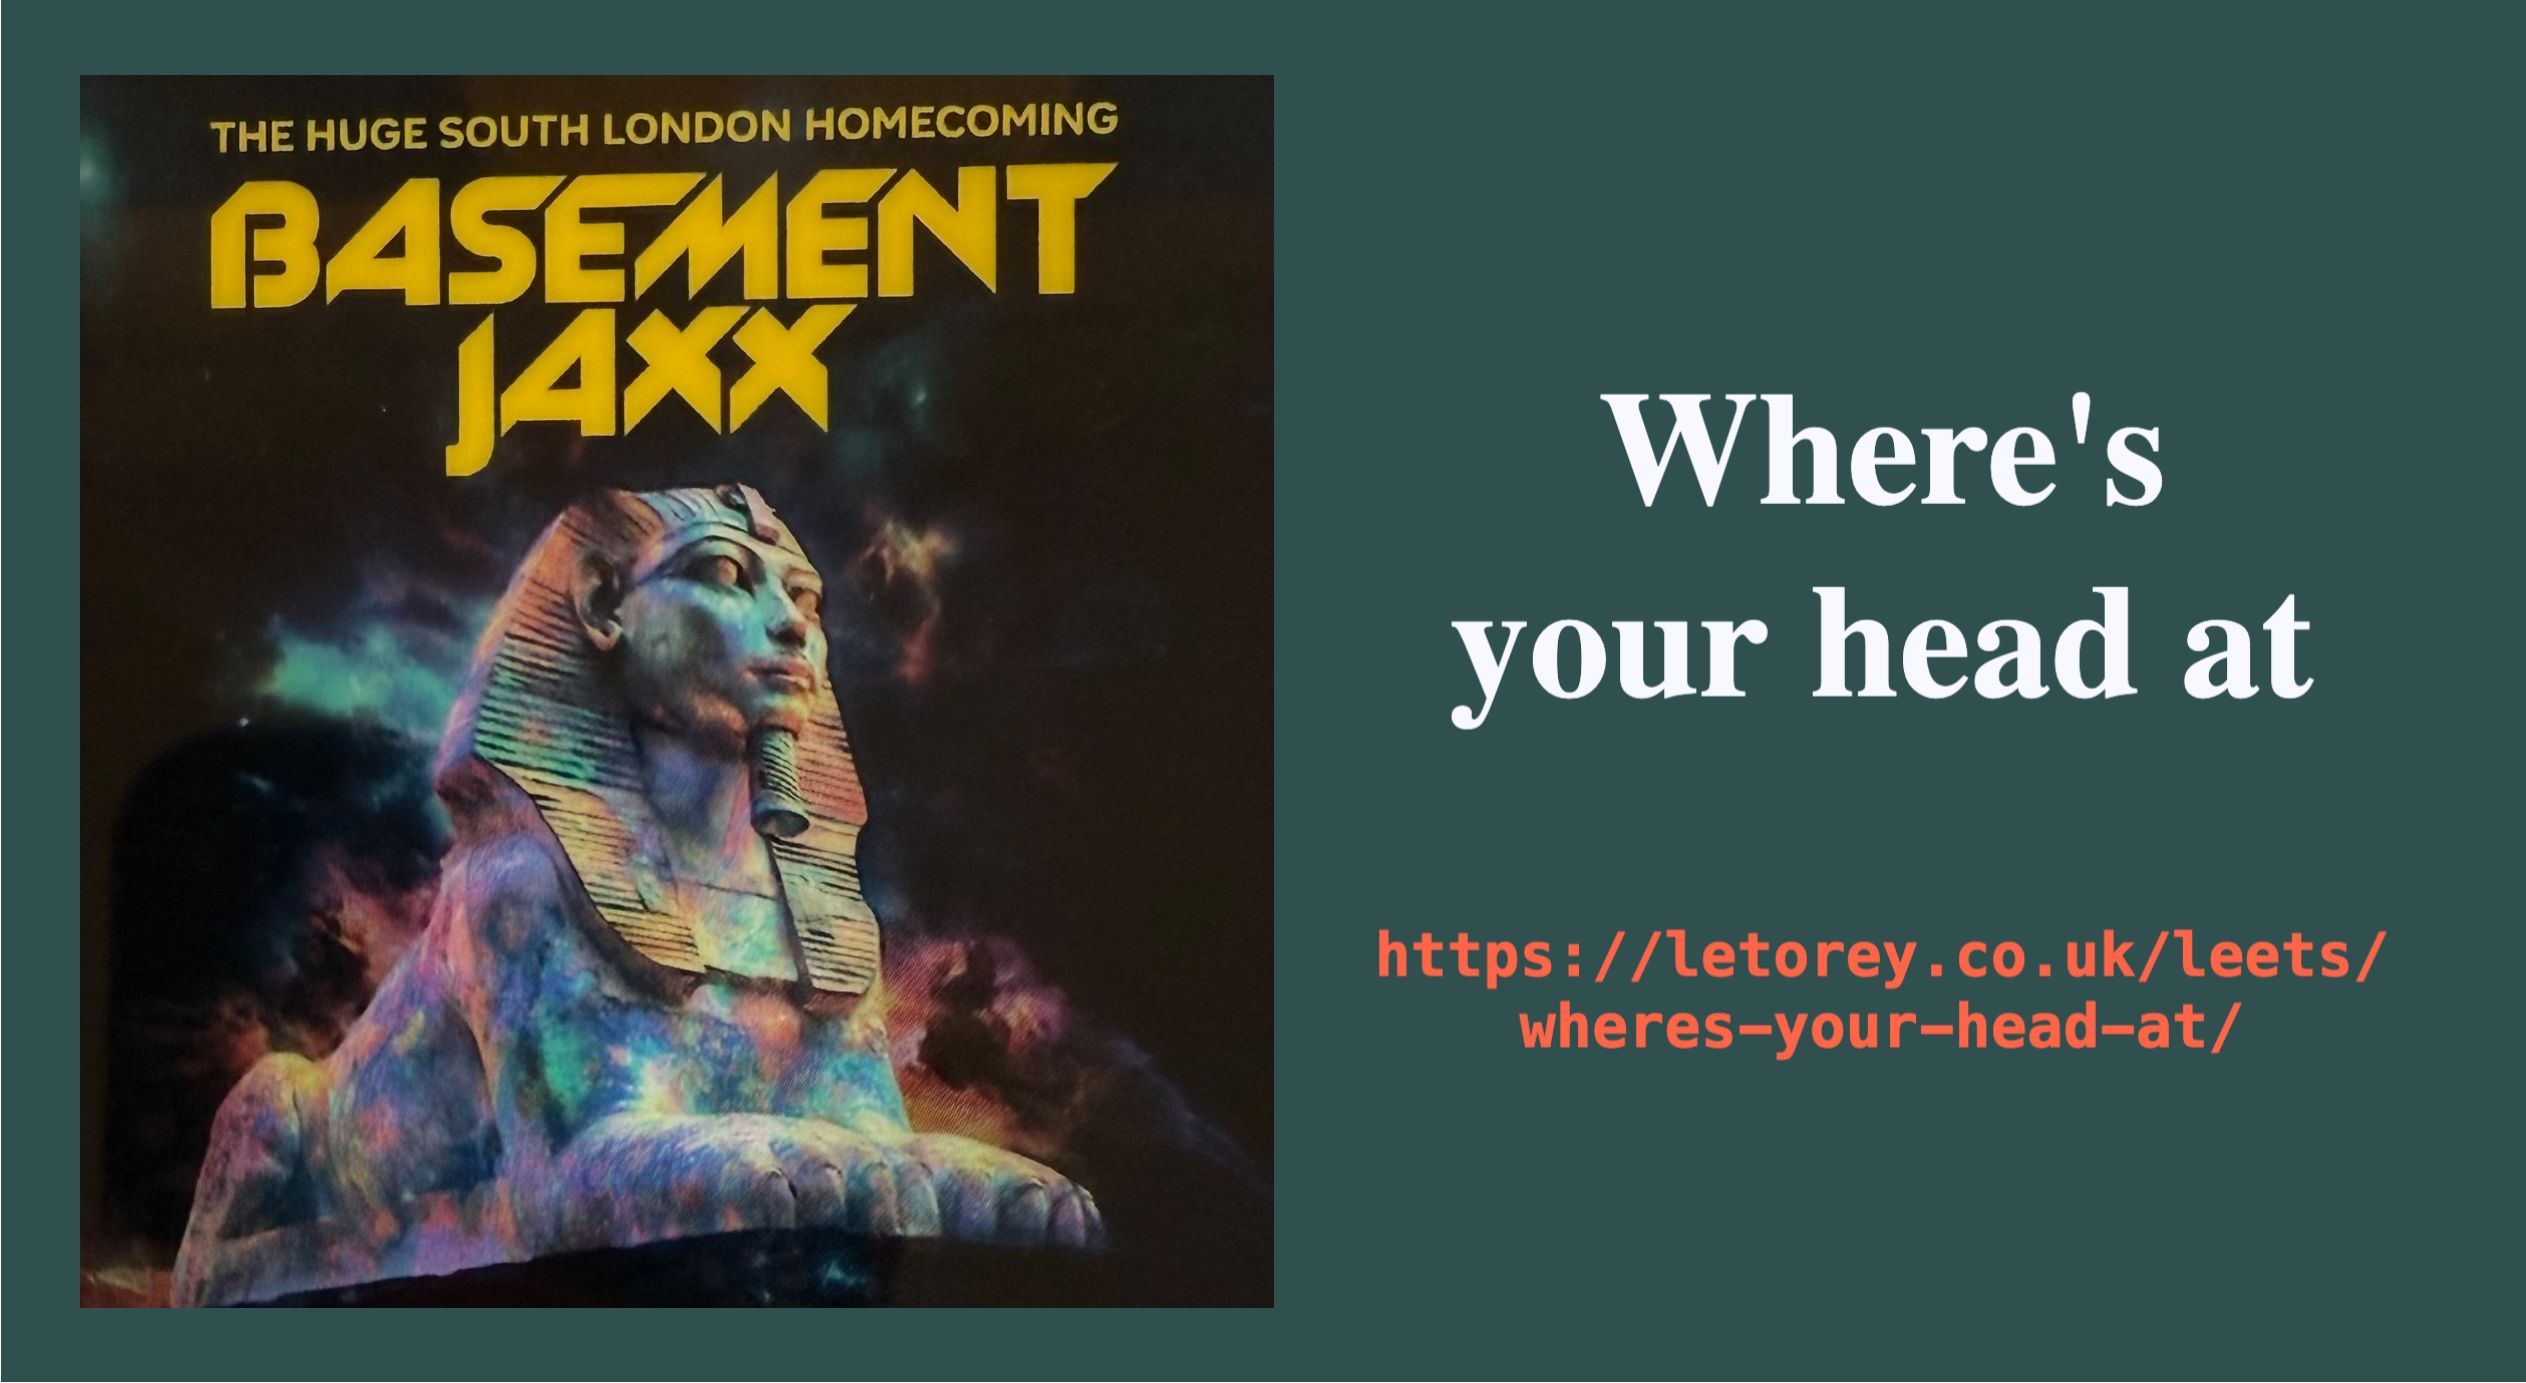 THE HUGE SOUTH LONDON HOMECOMING
BASEMENT
JAXX
Where's
your head at
https://letorey.co.uk/leets/
wheres-your-head-at/